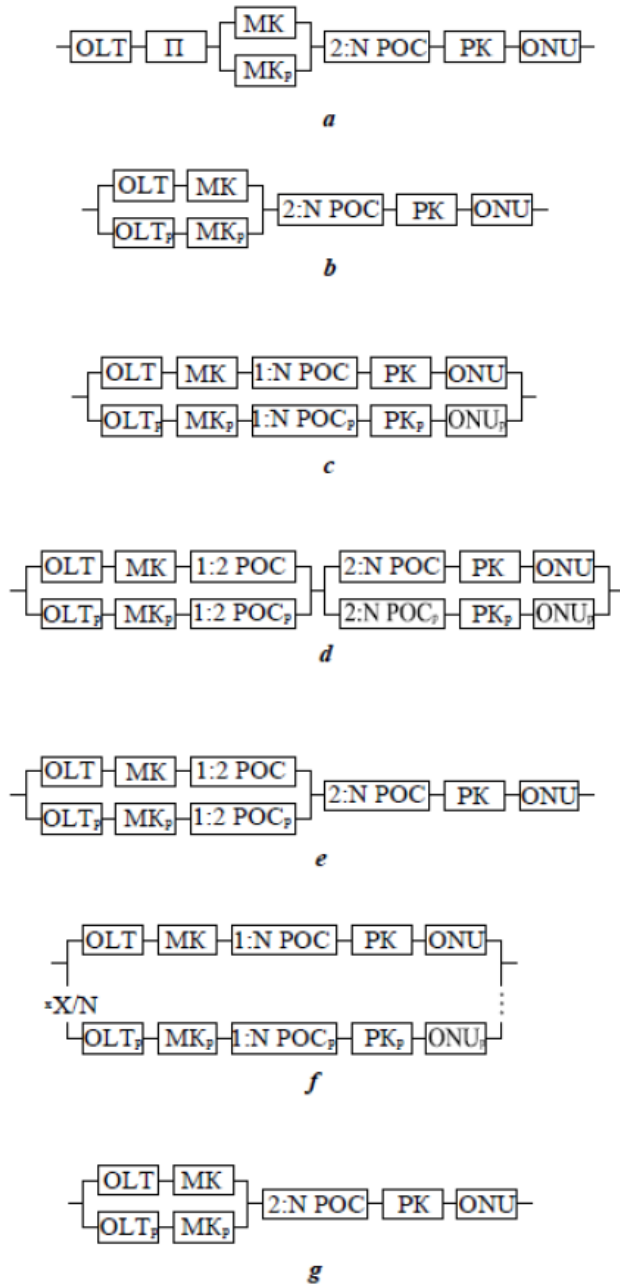 МК
OLT П 2:N РОС РК ONU
МКр
a
OLT МК
2:N РОС РК ONU
OLTр МКр
b
OLT МК 1:N РОС РК ONU
OLTр МКр 1:N РОСр РКр ONUр
c
OLT МК 1:2 РОС 2:N РОС РК ONU
OLTр МКр 1:2 РОСр 2:N РОСр РКр ONUр
d
OLT МК 1:2 РОС
2:N РОС РК ONU
OLTр МКр 1:2 РОСр
e
OLT МК 1:N РОС РК ONU
X/N
OLTр МКр 1:N РОСр РКр ONUр
f
OLT МК
2:N РОС РК ONU
OLTр МКр
g